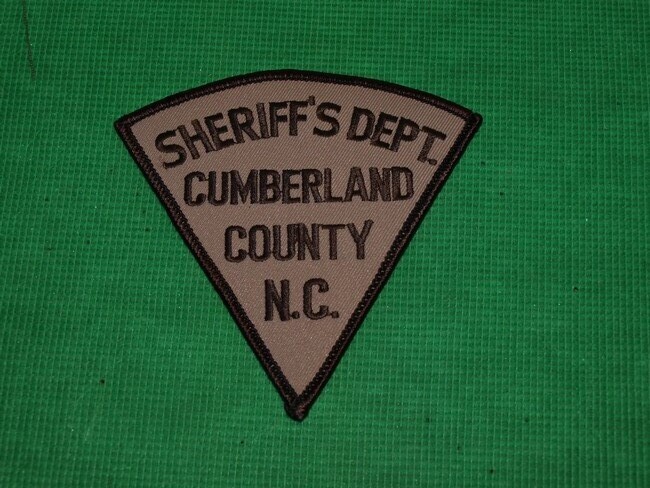 SHERIFF'S DEPT.
CUMBERLAND
COUNTY
N.C.